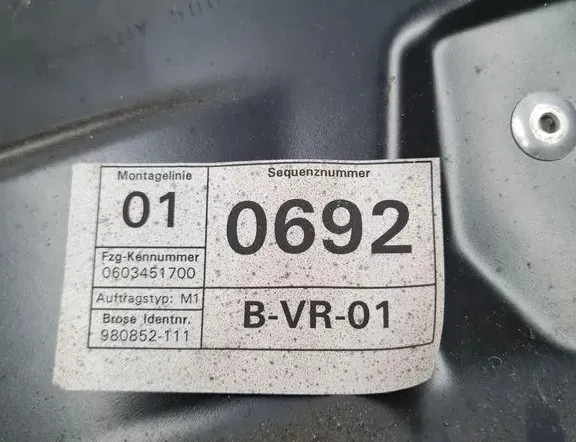 Montagelinie
01
Sequenznummer
0692
Fzg-Kennummer
0603451700
Auftragstyp: M1
Brose Identnr.
980852-111
B-VR-01